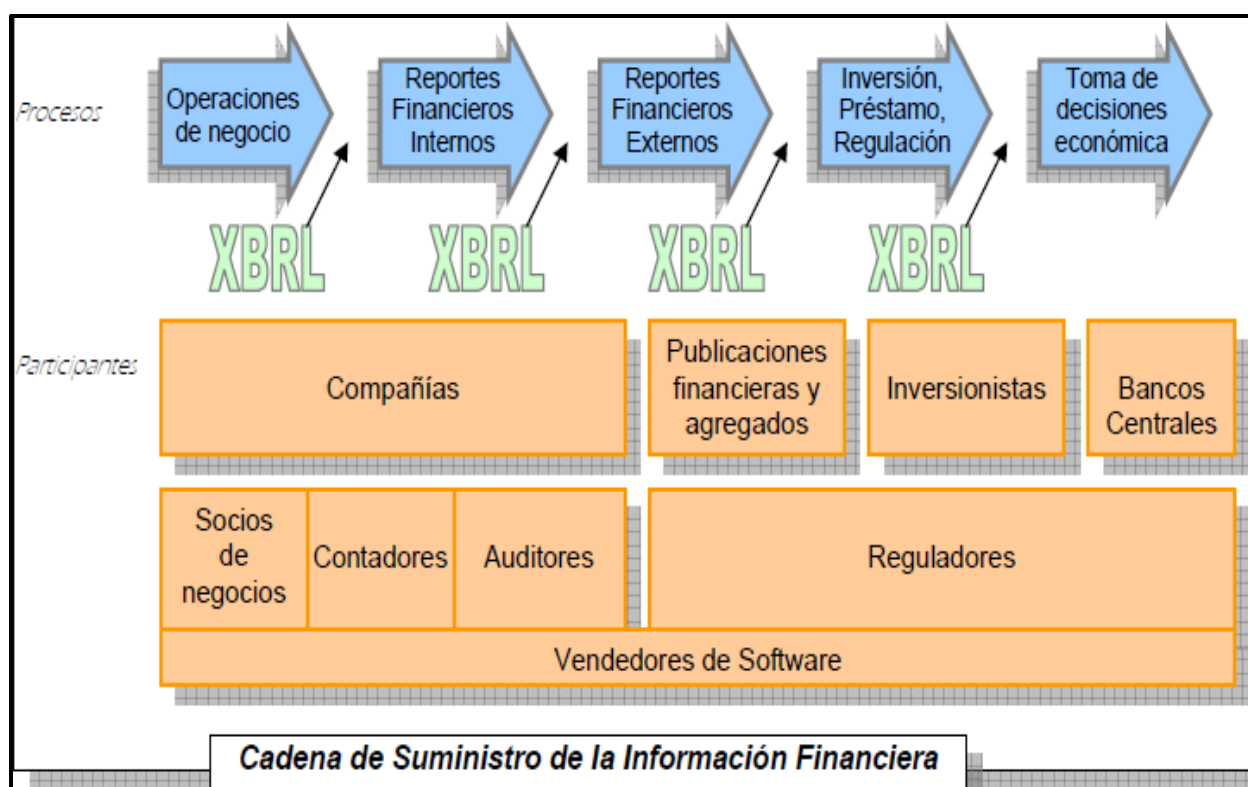 Procesos
Operaciones
de negocio
Reportes
Financieros
Internos
Reportes
Financieros
Externos
Inversión,
Préstamo,
Regulación
Toma de
decisiones
económica
XBRL
XBRL
XBRL
XBRL
Participantes
Compañías
Publicaciones
financieras y
agregados
Inversionistas
Bancos
Centrales
Socios
de
negocios
Contadores
Auditores
Reguladores
Vendedores de Software
Cadena de Suministro de la Información Financiera